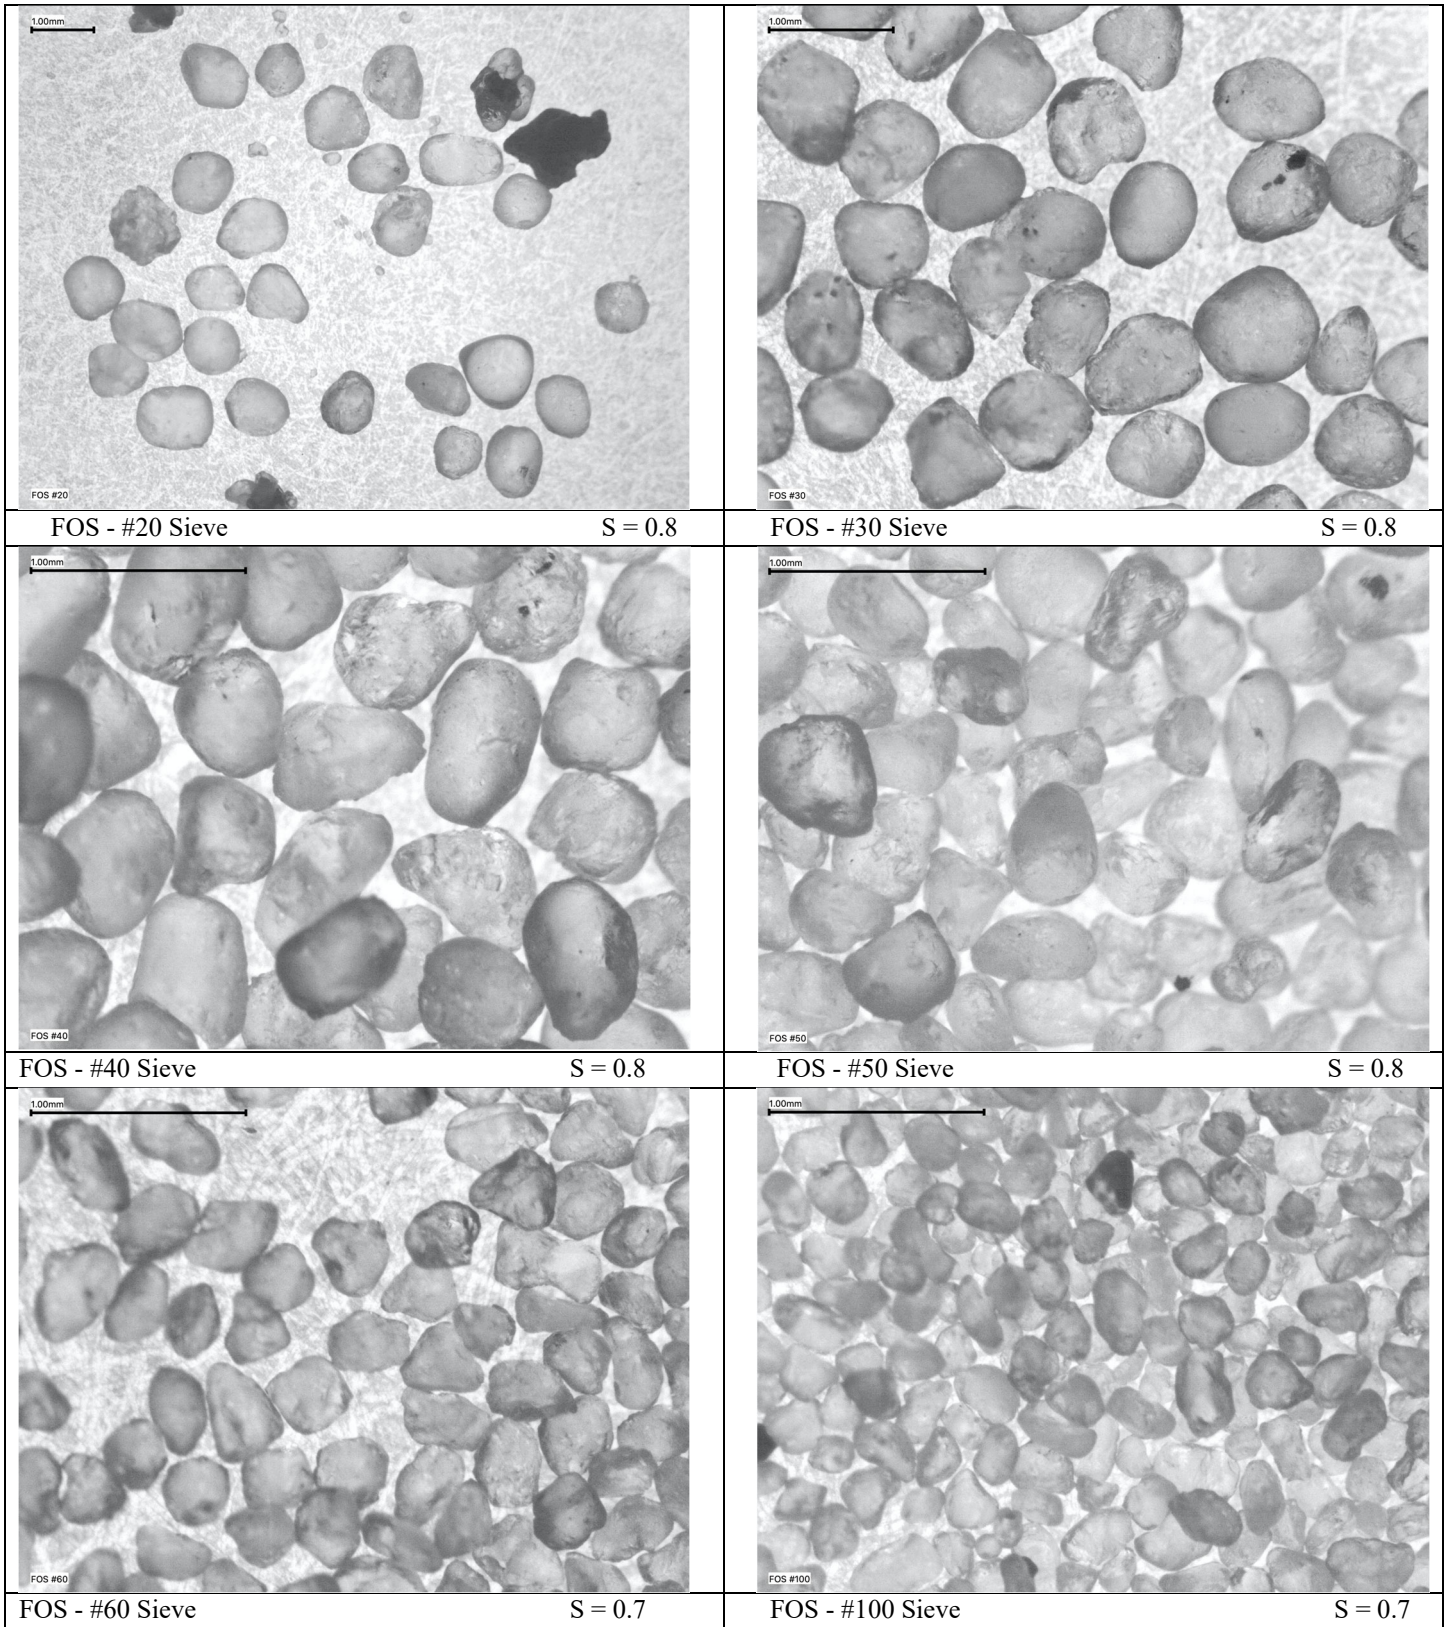 1.00mm
1.00mm
FOS #20
FOS #30
FOS - #20 Sieve S = 0.8
FOS - #30 Sieve S = 0.8
1.00mm
1.00mm
FOS #40
FOS #50
FOS - #40 Sieve S = 0.8
FOS - #50 Sieve S = 0.8
1.00mm
1.00mm
FOS #60
FOS #100
FOS - #60 Sieve S = 0.7
FOS - #100 Sieve S = 0.7